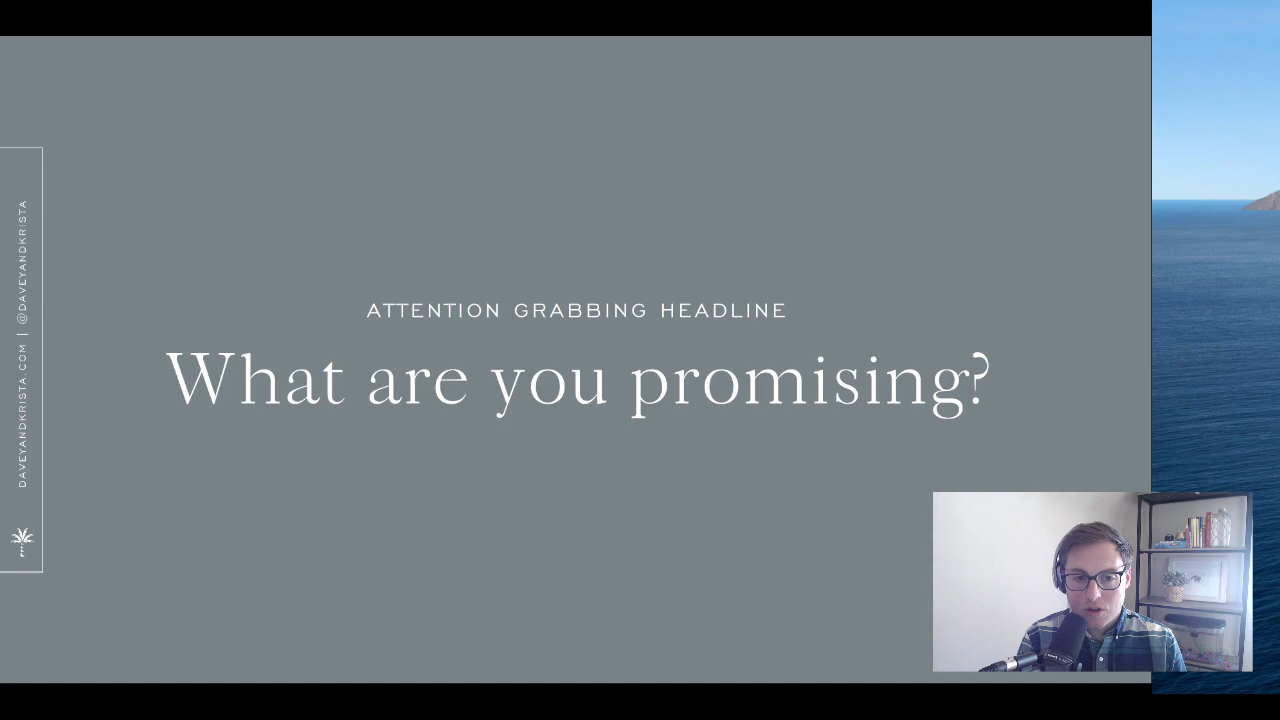 ATTENTION GRABBING HEADLINE
What are you promising?
DAVEYANDKRISTA.COM | @DAVEYANDKRISTA